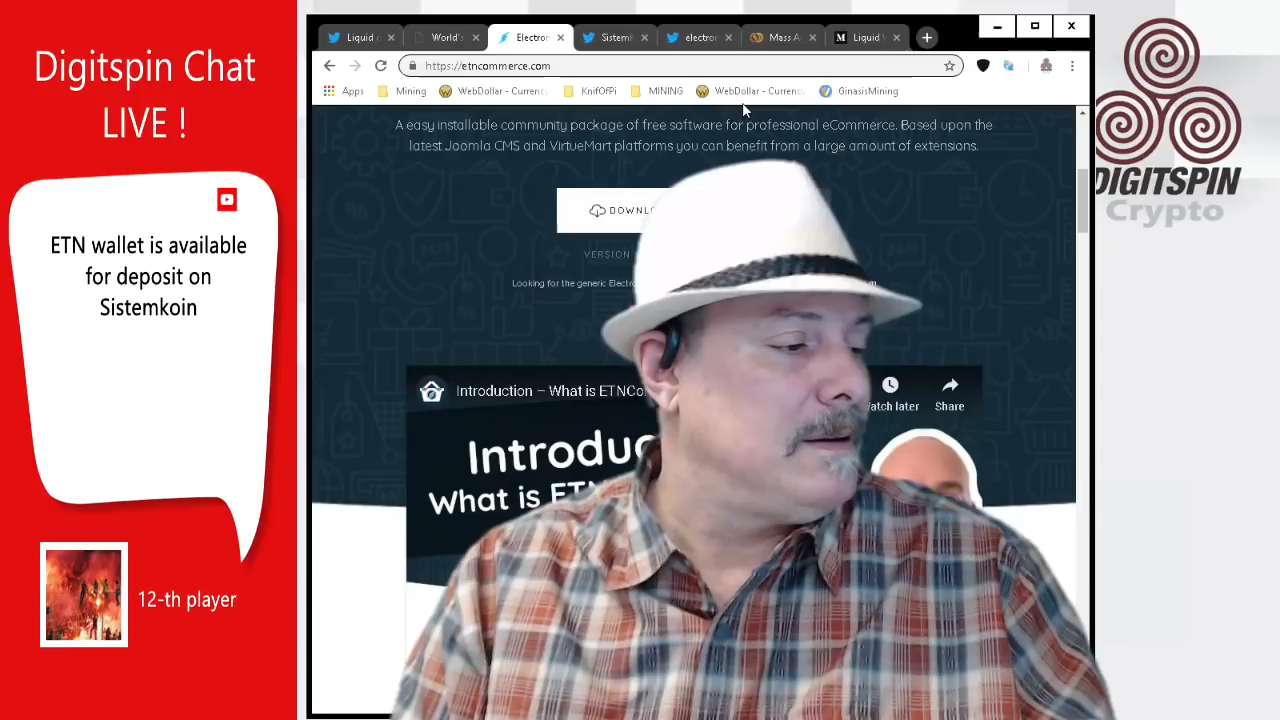 Digitspin Chat
LIVE !
ETN wallet is available
for deposit on
Sistemkoin
12-th player
Liquid.c
World's
Electron
Sistemk
electron
Mass A
Liquid
https://etncommerce.com
Apps
Mining
WebDollar - Currency
KnifOfPi
MINING
WebDollar - Currency
GinasisMining
A easy installable community package of free software for professional eCommerce. Based upon the
latest Joomla CMS and VirtueMart platforms you can benefit from a large amount of extensions.
DOWNLO
VERSION
Looking for the generic Electro
Introduction – What is ETNCo
Watch later
Share
Introduc
What is ETN
DIGITSPIN
Crypto